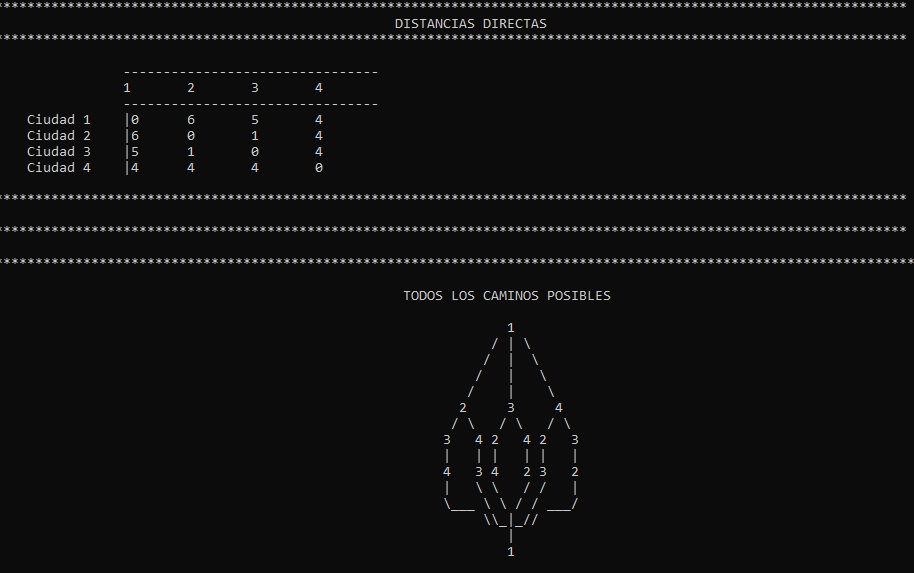 ******************************************************************************************************************
DISTANCIAS DIRECTAS
******************************************************************************************************************
--------------------------------
1 2 3 4
--------------------------------
Ciudad 1 |0 6 5 4
Ciudad 2 |6 0 1 4
Ciudad 3 |5 1 0 4
Ciudad 4 |4 4 4 0
******************************************************************************************************************
******************************************************************************************************************
*******************************************************************************************************************
TODOS LOS CAMINOS POSIBLES
1
/ | \
/ | \
/ | \
/ | \
2 3 4
/ \ / \ / \
3 4 2 4 2 3
| | | | | |
4 3 4 2 3 2
| \ \ / / |
\___ \ \ / / ___/
\\_|_//
|
1